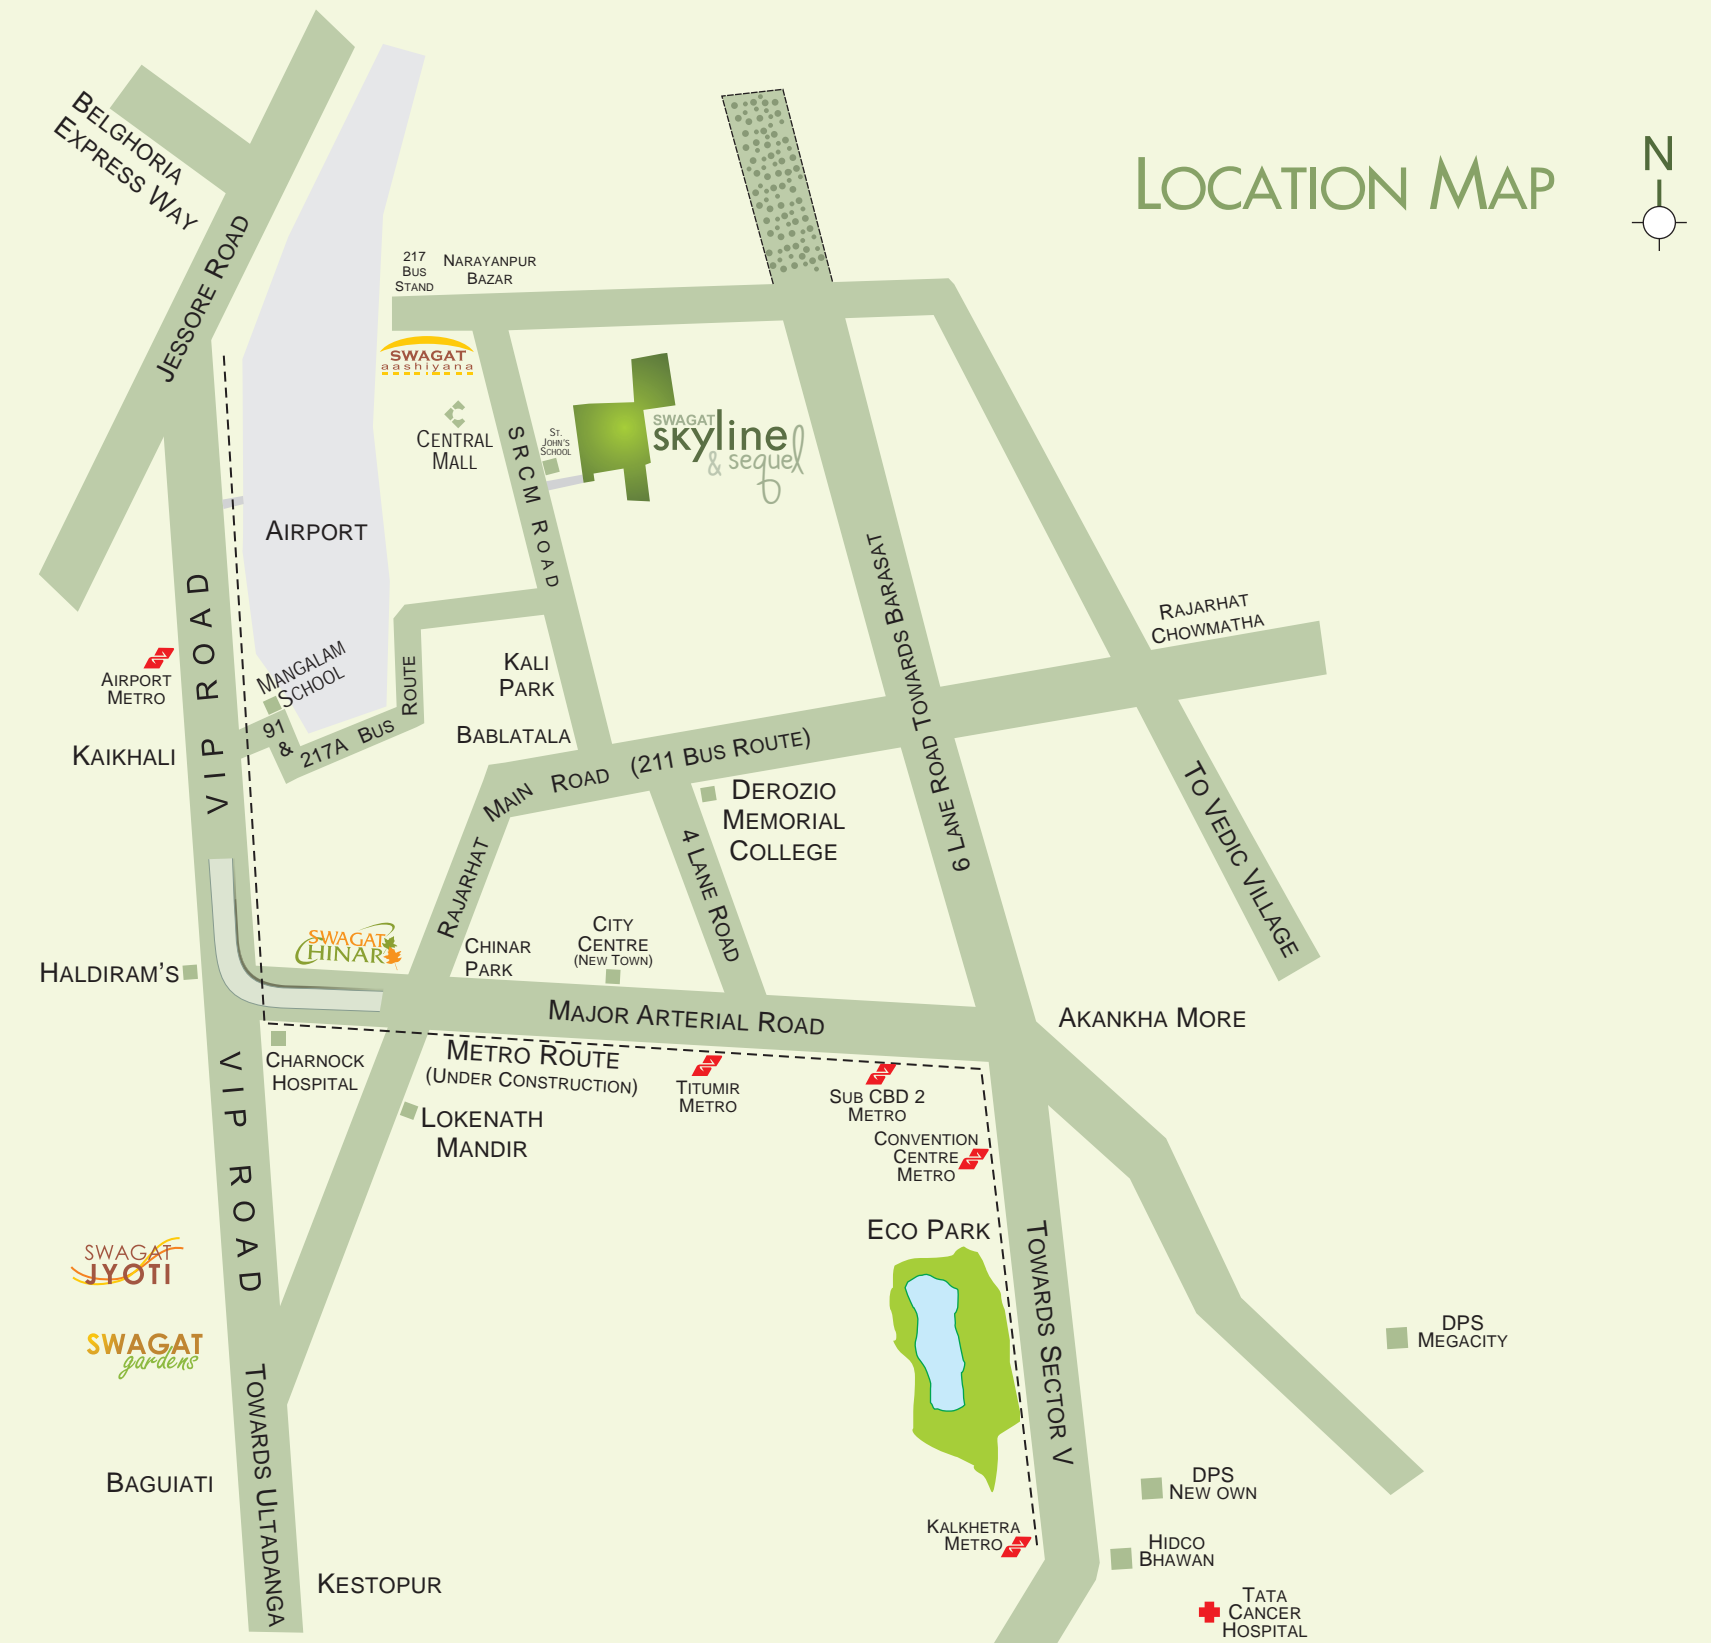 LOCATION MAP
N
BELGHORIA
EXPRESS WAY
JESSORE ROAD
217
BUS
STAND
NARAYANPUR
BAZAR
SWAGAT
aashiyana
CENTRAL
MALL
ST.
JOHN'S
SCHOOL
SWAGAT
skyline
& sequel
SRCM ROAD
AIRPORT
VIP ROAD
AIRPORT
METRO
MANGALAM
SCHOOL
KAIKHALI
91
&
217A BUS
ROUTE
KALI
PARK
BABLATALA
6 LANE ROAD TOWARDS BARASAT
RAJARHAT
CHOWMATHA
RAJARHAT
MAIN ROAD (211 BUS ROUTE)
DEROZIO
MEMORIAL
COLLEGE
4 LANE ROAD
TO VEDIC VILLAGE
SWAGAT
CHINAR
CHINAR
PARK
CITY
CENTRE
(NEW TOWN)
HALDIRAM'S
MAJOR ARTERIAL ROAD
AKANKHA MORE
CHARNOCK
HOSPITAL
METRO ROUTE
(UNDER CONSTRUCTION)
LOKENATH
MANDIR
TITUMIR
METRO
SUB CBD 2
METRO
CONVENTION
CENTRE
METRO
VIP ROAD
ECO PARK
TOWARDS SECTOR V
SWAGAT
JYOTI
SWAGAT
gardens
TOWARDS ULTADANGA
DPS
MEGACITY
BAGUIATI
DPS
NEW OWN
KALKHETRA
METRO
HIDCO
BHAWAN
KESTOPUR
TATA
CANCER
HOSPITAL